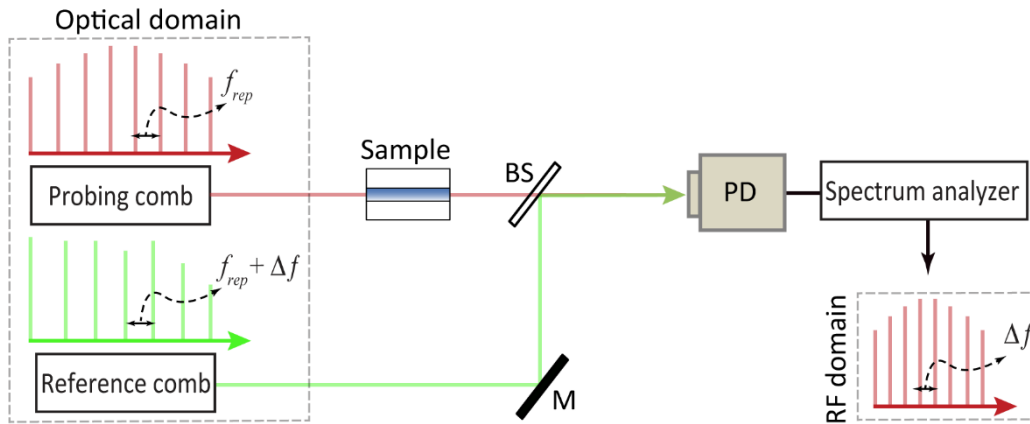 Optical domain
f_rep
Probing comb
f_rep + Δf
Reference comb
Sample
BS
M
PD
Spectrum analyzer
RF domain
Δf